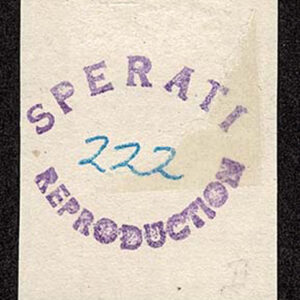 SPERATI
222
REPRODUCTION